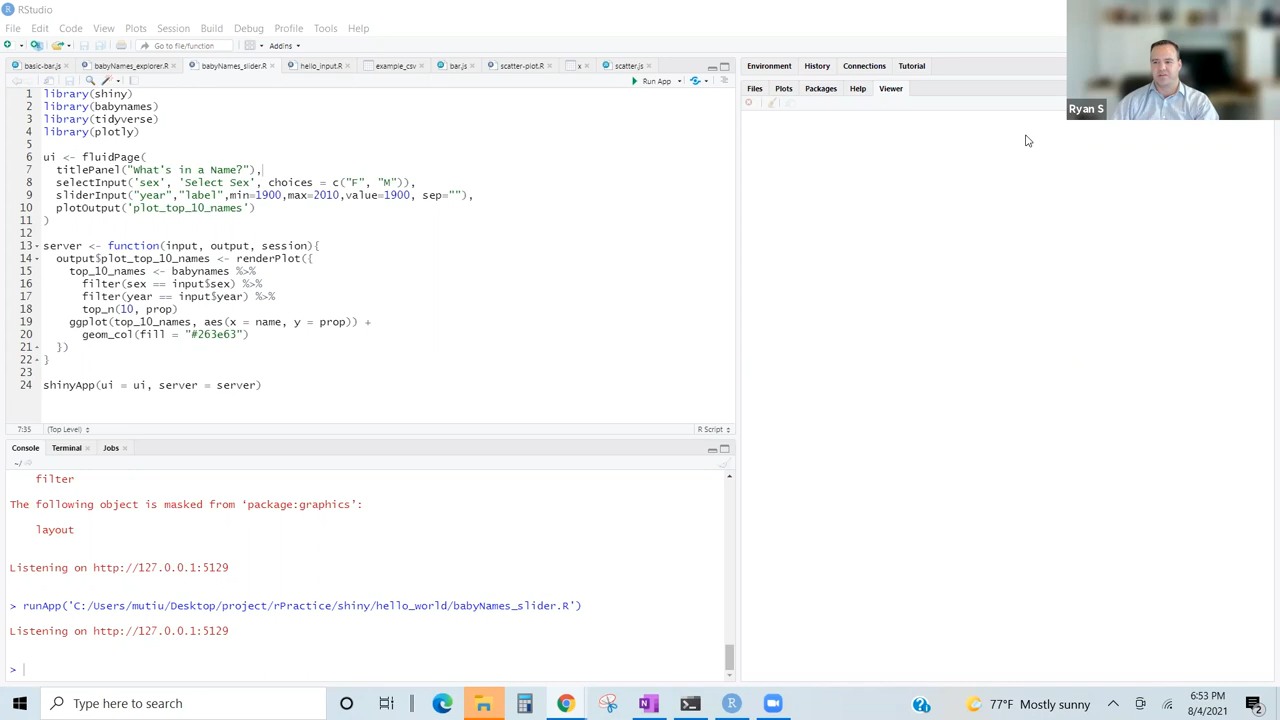 RStudio
File Edit Code View Plots Session Build Debug Profile Tools Help
Go to file/function Addins
basic-bar.js babyNames_explorer.R babyNames_slider.R hello_input.R example_csv bar.js scatter-plot.R x scatter.js
Run App
1 library(shiny)
2 library(babynames)
3 library(tidyverse)
4 library(plotly)
5
6 ui <- fluidPage(
7 titlePanel("What's in a Name?"),
8 selectInput('sex', 'Select Sex', choices = c("F", "M")),
9 sliderInput("year","label",min=1900,max=2010,value=1900, sep=""),
10 plotOutput('plot_top_10_names')
11 )
12
13 server <- function(input, output, session){
14 output$plot_top_10_names <- renderPlot({
15 top_10_names <- babynames %>%
16 filter(sex == input$sex) %>%
17 filter(year == input$year) %>%
18 top_n(10, prop)
19 ggplot(top_10_names, aes(x = name, y = prop)) +
20 geom_col(fill = "#263e63")
21 })
22 }
23
24 shinyApp(ui = ui, server = server)
7:35 (Top Level) R Script
Console Terminal Jobs
~/
filter
The following object is masked from ‘package:graphics’:
layout
Listening on http://127.0.0.1:5129
> runApp('C:/Users/mutiu/Desktop/project/rPractice/shiny/hello_world/babyNames_slider.R')
Listening on http://127.0.0.1:5129
>
Environment History Connections Tutorial
Files Plots Packages Help Viewer
Ryan S
Type here to search
77°F Mostly sunny
6:53 PM
8/4/2021
2